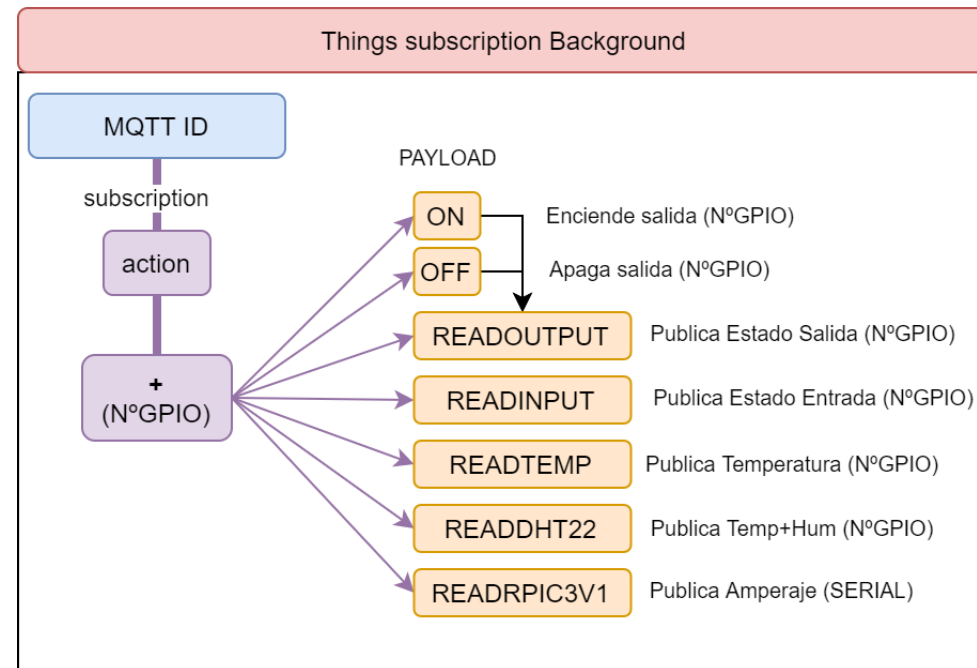 Things subscription Background
MQTT ID
subscription
action
+
(NºGPIO)
PAYLOAD
ON
Enciende salida (NºGPIO)
OFF
Apaga salida (NºGPIO)
READOUTPUT
Publica Estado Salida (NºGPIO)
READINPUT
Publica Estado Entrada (NºGPIO)
READTEMP
Publica Temperatura (NºGPIO)
READDHT22
Publica Temp+Hum (NºGPIO)
READRPIC3V1
Publica Amperaje (SERIAL)